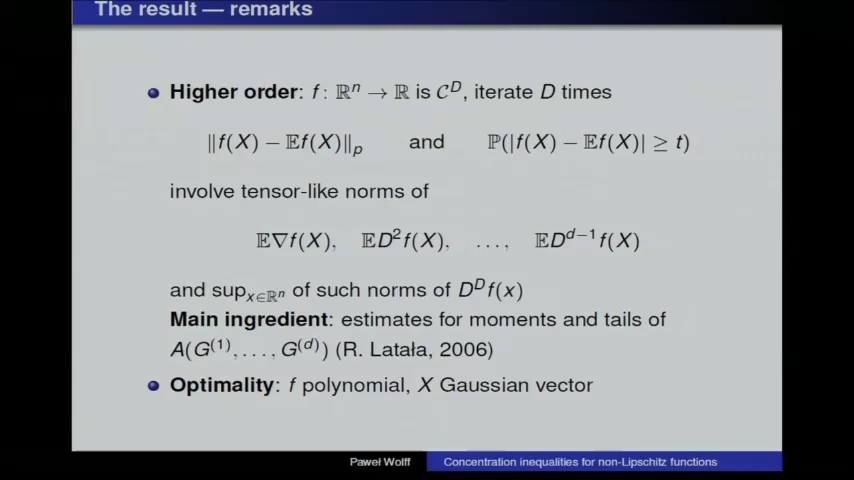 The result — remarks
Higher order: f : ℝⁿ → ℝ is 𝒞ᴰ, iterate D times
‖f(X) − 𝔼f(X)‖ₚ and ℙ(|f(X) − 𝔼f(X)| ≥ t)
involve tensor-like norms of
𝔼∇f(X), 𝔼D²f(X), …, 𝔼Dᵈ⁻¹f(X)
and sup_{x∈ℝⁿ} of such norms of Dᴰf(x)
Main ingredient: estimates for moments and tails of
A(G⁽¹⁾, …, G⁽ᵈ⁾) (R. Latała, 2006)
Optimality: f polynomial, X Gaussian vector
Paweł Wolff Concentration inequalities for non-Lipschitz functions